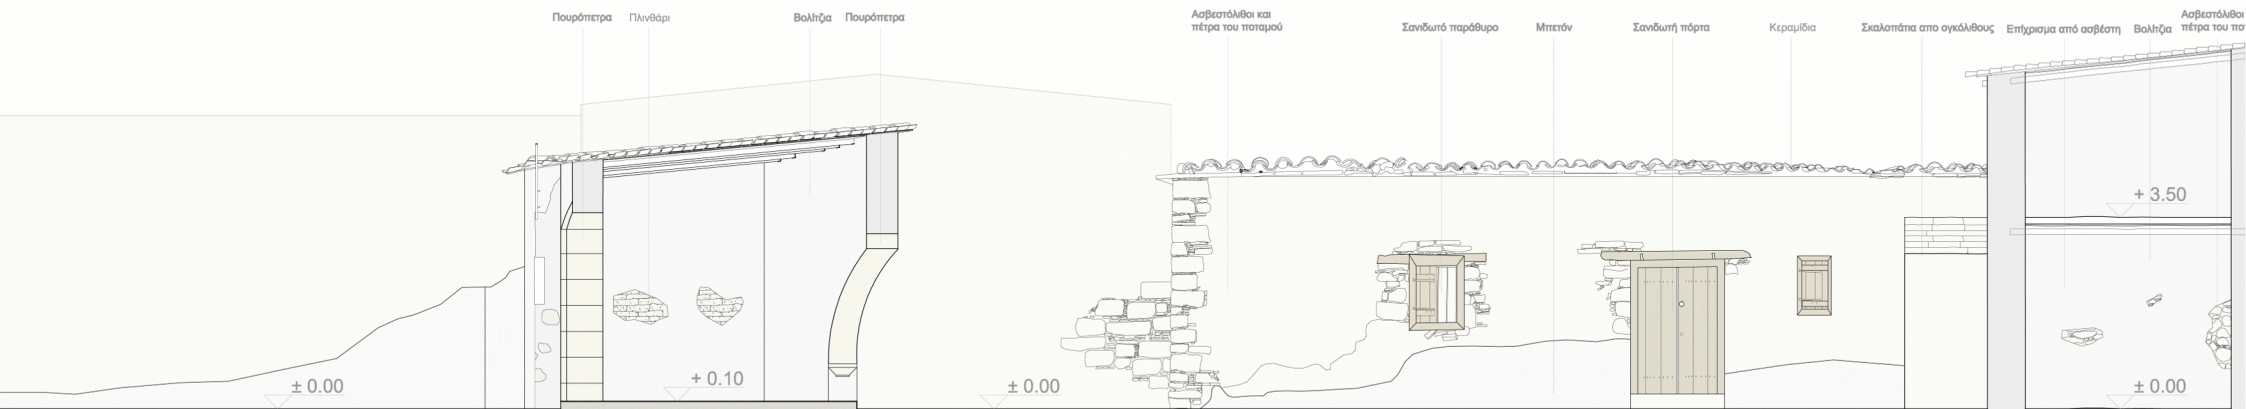 Πουρόπετρα
Πλινθάρι
Βολίτζια
Πουρόπετρα
Ασβεστόλιθοι και
πέτρα του ποταμού
Σανιδωτό παράθυρο
Μπετόν
Σανιδωτή πόρτα
Κεραμίδια
Σκαλοπάτια απο ογκόλιθους
Επίχρισμα από ασβέστη
Βολίτζια
Ασβεστόλιθοι
πέτρα του πο
+ 3.50
± 0.00
+ 0.10
± 0.00
± 0.00